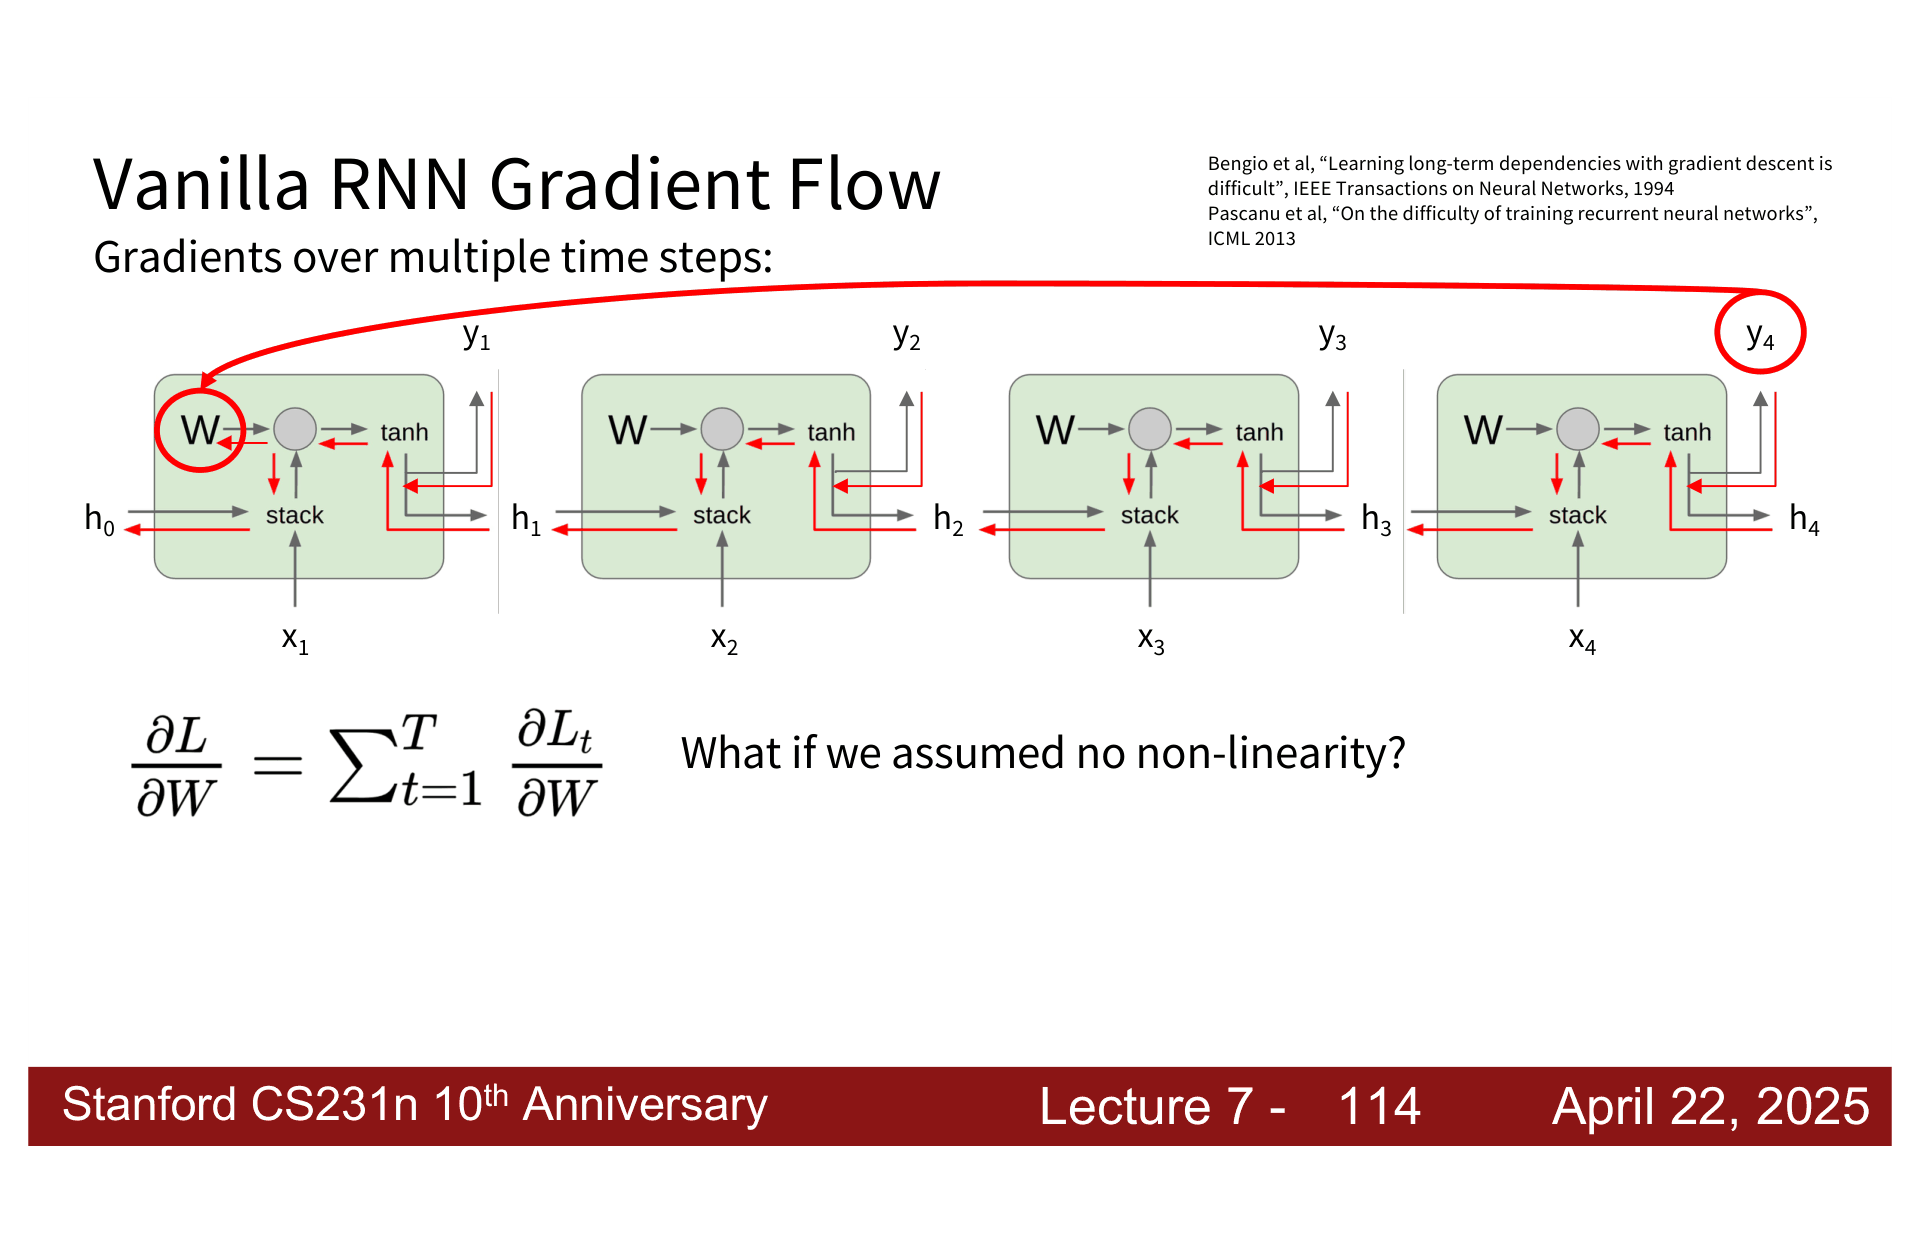 Vanilla RNN Gradient Flow
Gradients over multiple time steps:
Bengio et al, “Learning long-term dependencies with gradient descent is
difficult”, IEEE Transactions on Neural Networks, 1994
Pascanu et al, “On the difficulty of training recurrent neural networks”,
ICML 2013
y₁ y₂ y₃ y₄
W tanh W tanh W tanh W tanh
h₀ stack h₁ stack h₂ stack h₃ stack h₄
x₁ x₂ x₃ x₄
∂L/∂W = ∑ᵀₜ₌₁ ∂Lₜ/∂W
What if we assumed no non-linearity?
Stanford CS231n 10th Anniversary Lecture 7 - 114 April 22, 2025